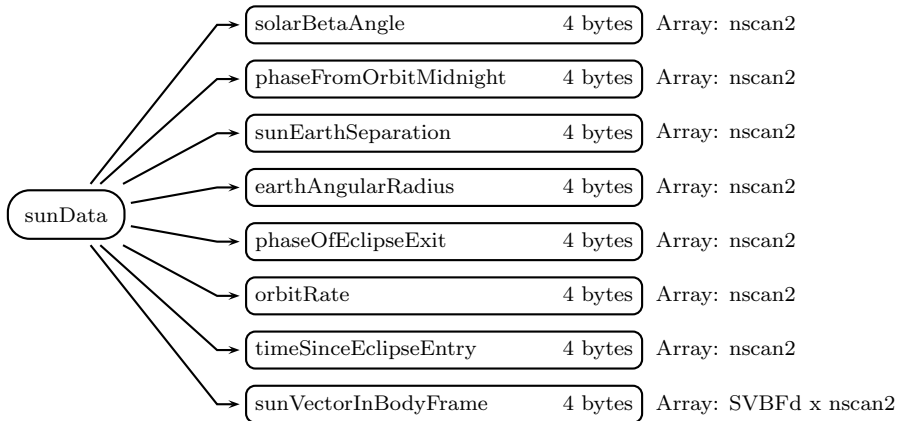 solarBetaAngle 4 bytes Array: nscan2
phaseFromOrbitMidnight 4 bytes Array: nscan2
sunEarthSeparation 4 bytes Array: nscan2
earthAngularRadius 4 bytes Array: nscan2
sunData
phaseOfEclipseExit 4 bytes Array: nscan2
orbitRate 4 bytes Array: nscan2
timeSinceEclipseEntry 4 bytes Array: nscan2
sunVectorInBodyFrame 4 bytes Array: SVBFd x nscan2